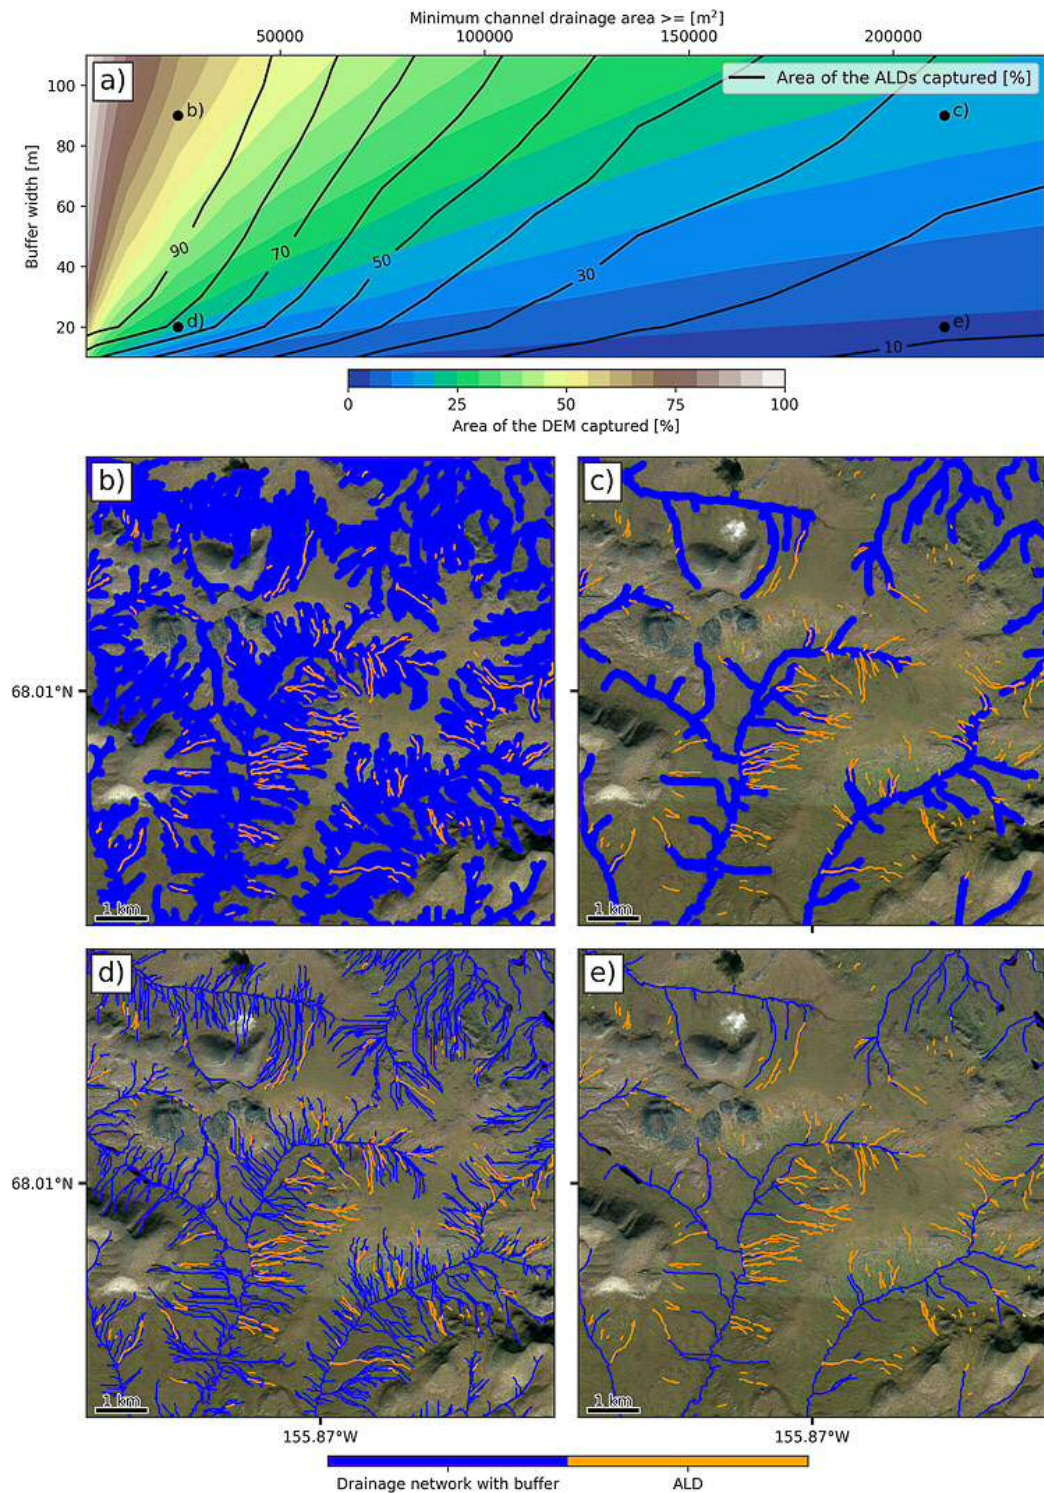 Minimum channel drainage area >= [m²]
50000 100000 150000 200000
a)
Area of the ALDs captured [%]
Buffer width [m]
100
80
60
40
20
b)
c)
d)
e)
90
70
50
30
10
0 25 50 75 100
Area of the DEM captured [%]
b)
c)
68.01°N
1 km
1 km
d)
e)
68.01°N
1 km
1 km
155.87°W
155.87°W
Drainage network with buffer
ALD